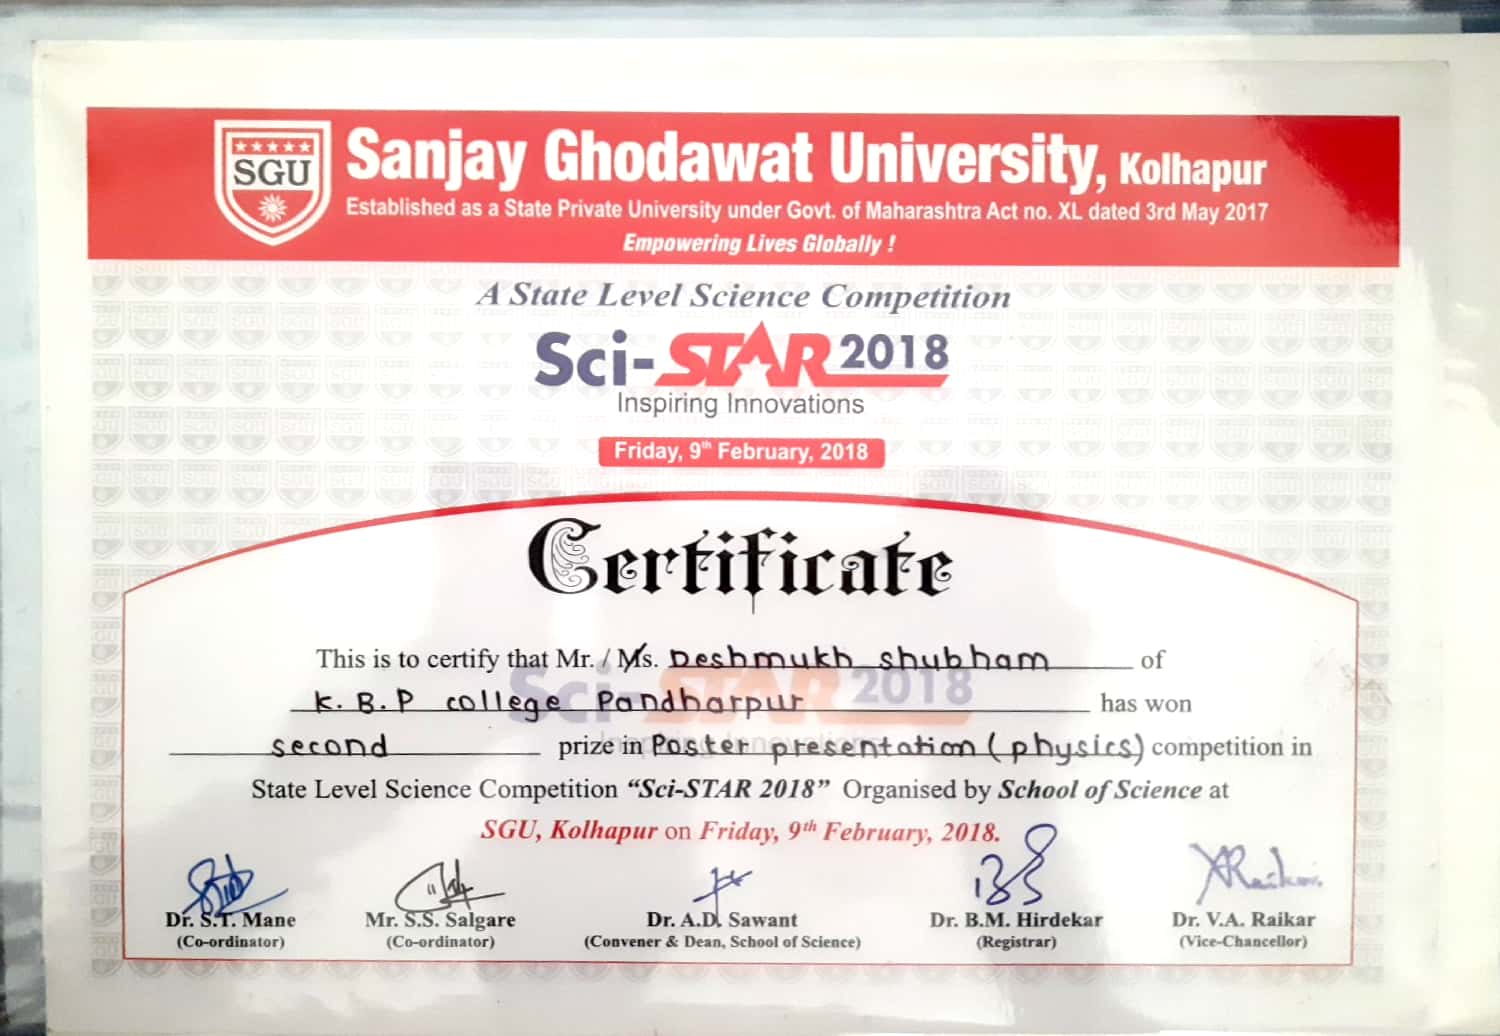 SGU
Sanjay Ghodawat University, Kolhapur
Established as a State Private University under Govt. of Maharashtra Act no. XL dated 3rd May 2017
Empowering Lives Globally !
A State Level Science Competition
Sci-STAR 2018
Inspiring Innovations
Friday, 9th February, 2018
Certificate
This is to certify that Mr. / Ms. Deshmukh Shubham of
K. B. P college Pandharpur has won
second prize in Poster presentation (physics) competition in
State Level Science Competition “Sci-STAR 2018” Organised by School of Science at
SGU, Kolhapur on Friday, 9th February, 2018.
Dr. S.T. Mane Mr. S.S. Salgare Dr. A.D. Sawant Dr. B.M. Hirdekar Dr. V.A. Raikar
(Co-ordinator) (Co-ordinator) (Convener & Dean, School of Science) (Registrar) (Vice-Chancellor)